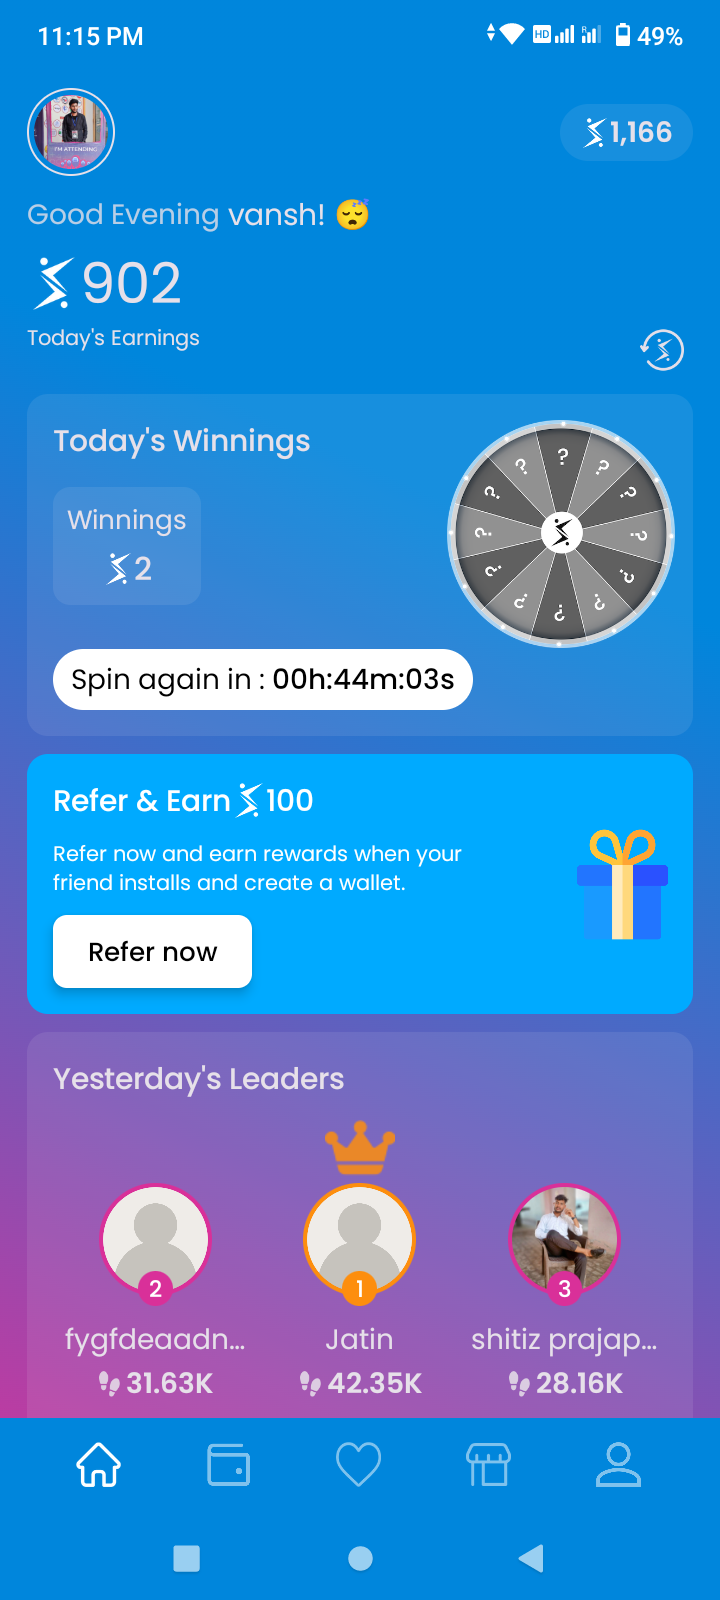 11:15 PM
HD
R
49%
I'M ATTENDING
1,166
Good Evening vansh! 😴
902
Today's Earnings
Today's Winnings
Winnings
2
? ? ? ? ? ? ? ? ? ? ? ?
Spin again in : 00h:44m:03s
Refer & Earn 100
Refer now and earn rewards when your
friend installs and create a wallet.
Refer now
Yesterday's Leaders
2
1
3
fygfdeaadn...
Jatin
shitiz prajap...
31.63K
42.35K
28.16K